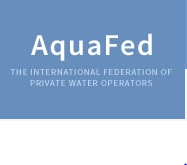 AquaFed
THE INTERNATIONAL FEDERATION OF
PRIVATE WATER OPERATORS